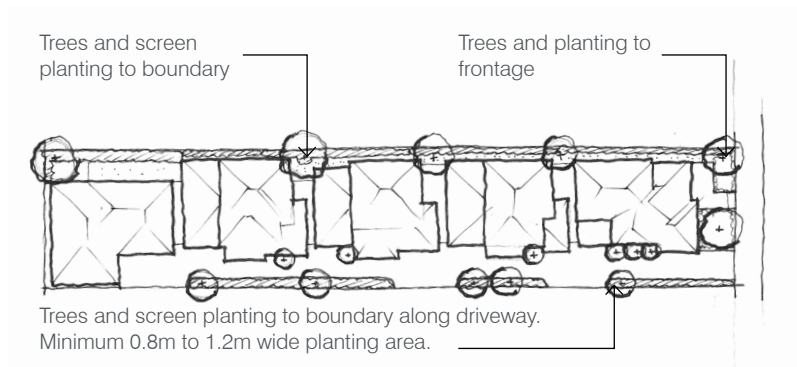 Trees and screen
planting to boundary
Trees and planting to
frontage
Trees and screen planting to boundary along driveway.
Minimum 0.8m to 1.2m wide planting area.